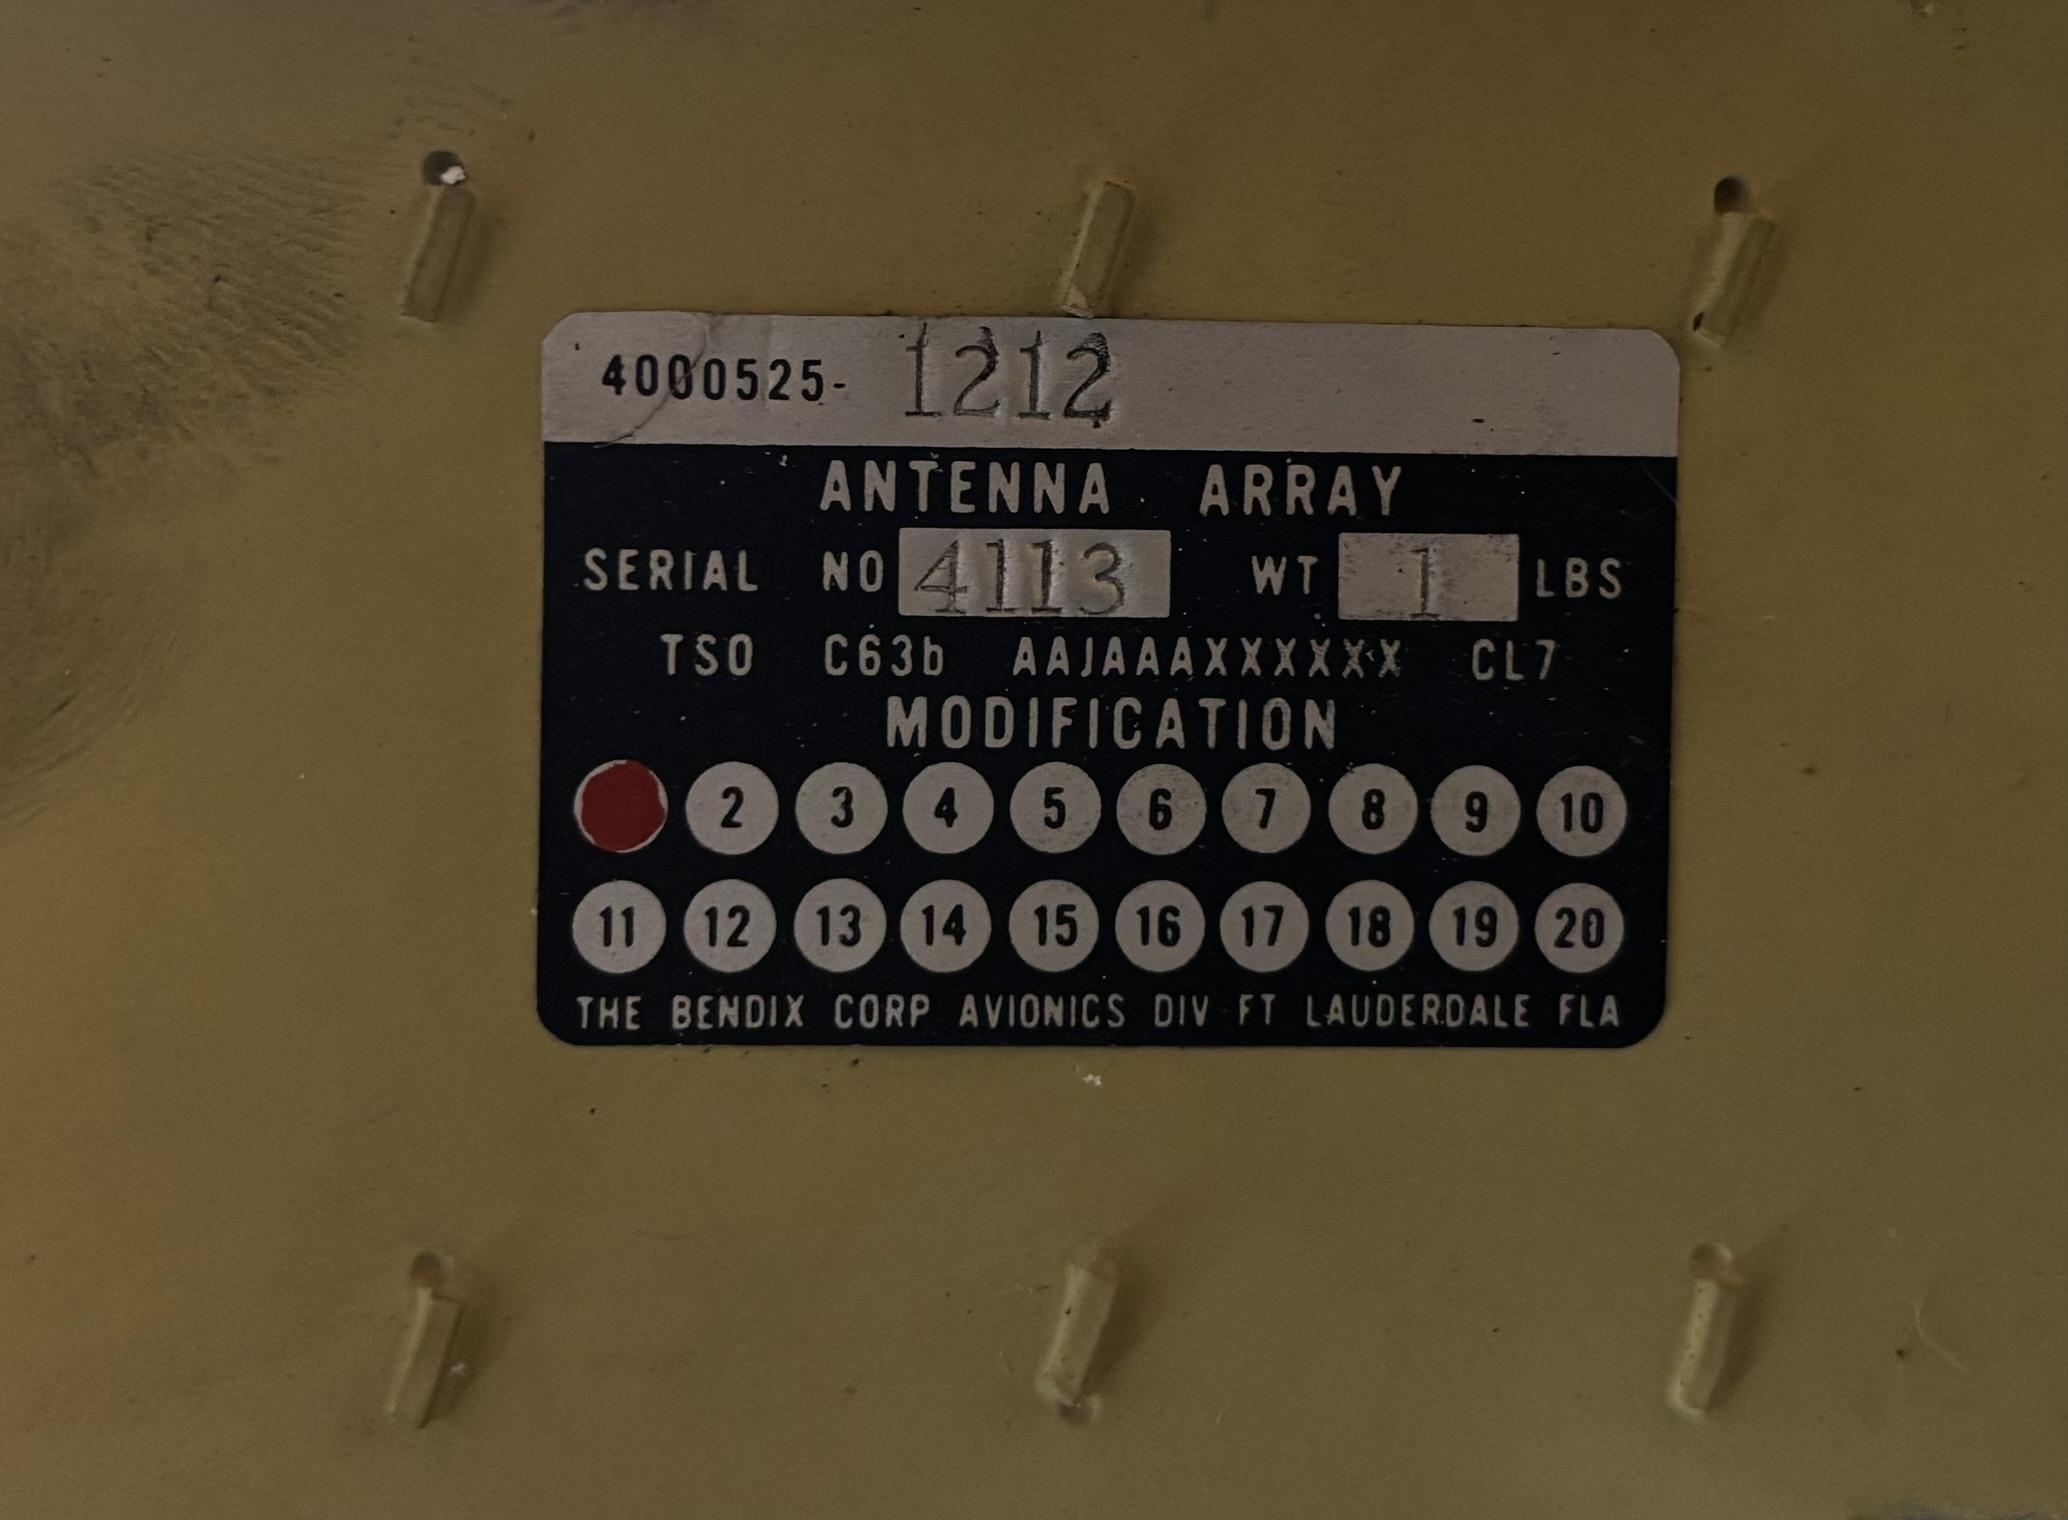 4000525- 1212
ANTENNA ARRAY
SERIAL NO 4113 WT 1 LBS
TSO C63b AAJAAAXXXXXX CL7
MODIFICATION
2 3 4 5 6 7 8 9 10
11 12 13 14 15 16 17 18 19 20
THE BENDIX CORP AVIONICS DIV FT LAUDERDALE FLA